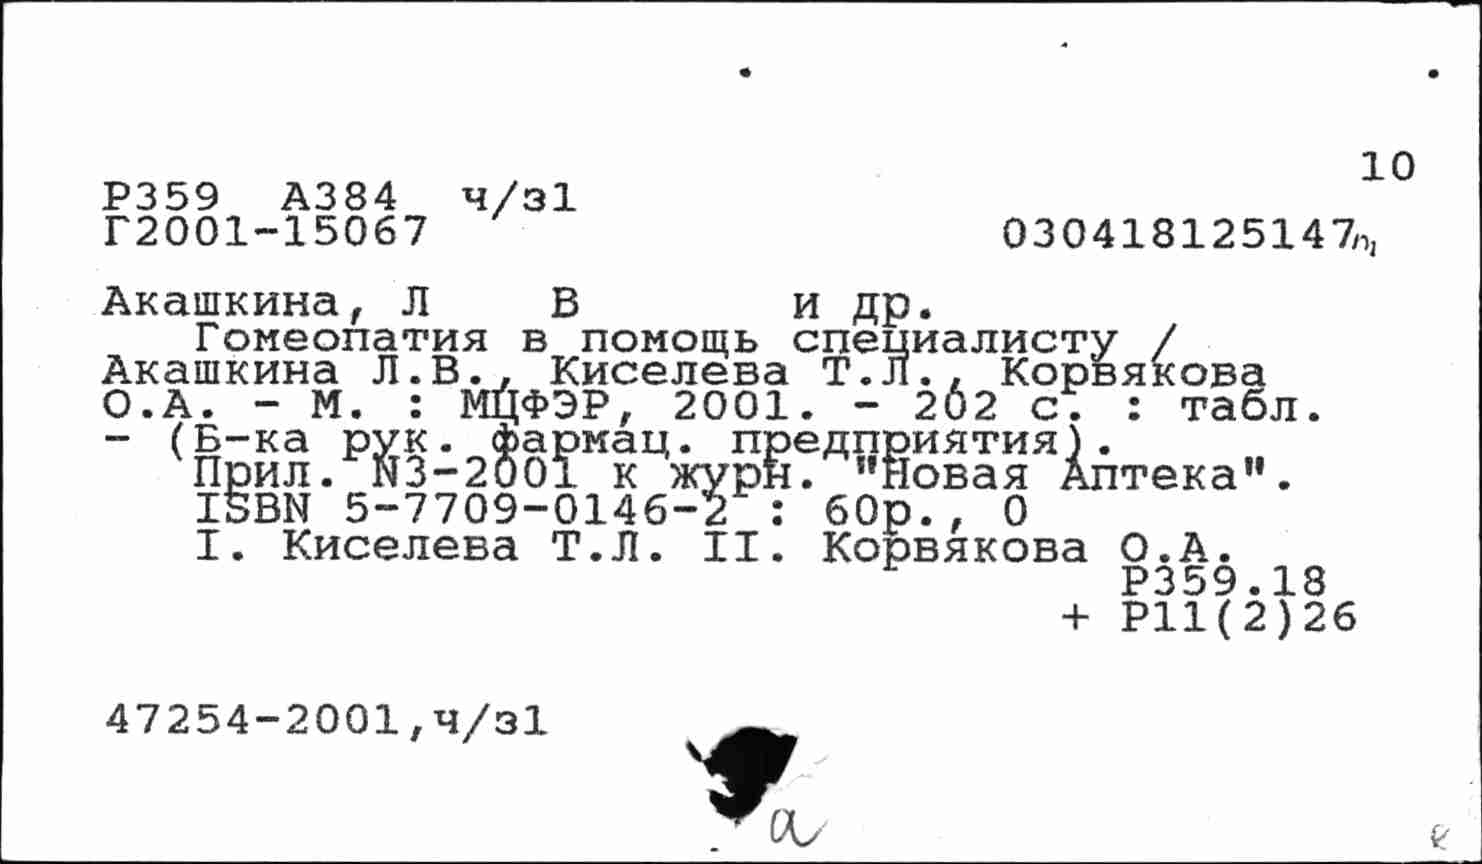 10
Р359 А384 ч/з1
Г2001-15067 030418125147
Акашкина, Л В и др.
Гомеопатия в помощь специалисту /
Акашкина Л.В., Киселева Т.Л., Корвякова
О.А. - М. : МЦФЭР, 2001. - 202 с. : табл.
- (Б-ка рук. фармац. предприятия).
Прил. N3-2001 к журн. "Новая Аптека".
ISBN 5-7709-0146-2 : 60р., 0
I. Киселева Т.Л. II. Корвякова О.А.
Р359.18
+ Р11(2)26
47254-2001,ч/з1
а